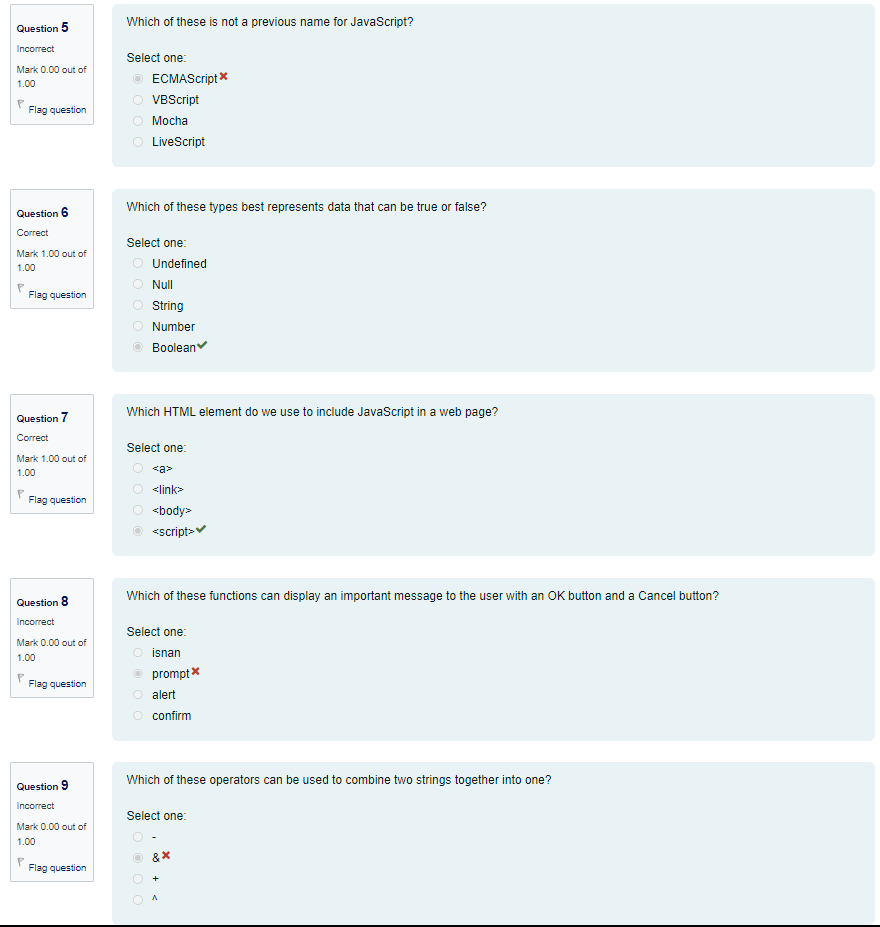 Question 5
Incorrect
Mark 0.00 out of
1.00
Flag question
Which of these is not a previous name for JavaScript?
Select one:
ECMAScript
VBScript
Mocha
LiveScript
Question 6
Correct
Mark 1.00 out of
1.00
Flag question
Which of these types best represents data that can be true or false?
Select one:
Undefined
Null
String
Number
Boolean
Question 7
Correct
Mark 1.00 out of
1.00
Flag question
Which HTML element do we use to include JavaScript in a web page?
Select one:
<a>
<link>
<body>
<script>
Question 8
Incorrect
Mark 0.00 out of
1.00
Flag question
Which of these functions can display an important message to the user with an OK button and a Cancel button?
Select one:
isnan
prompt
alert
confirm
Question 9
Incorrect
Mark 0.00 out of
1.00
Flag question
Which of these operators can be used to combine two strings together into one?
Select one:
-
&
+
^